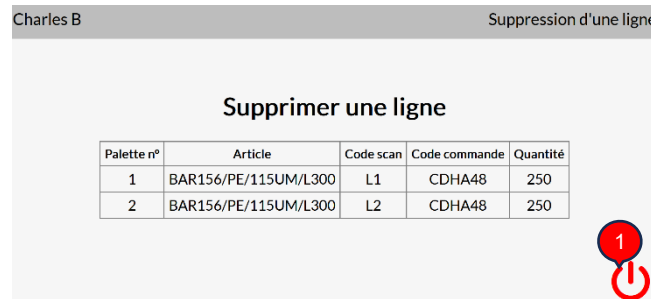 Charles B Suppression d'une ligne
Supprimer une ligne
Palette n° Article Code scan Code commande Quantité
1 BAR156/PE/115UM/L300 L1 CDHA48 250
2 BAR156/PE/115UM/L300 L2 CDHA48 250
1